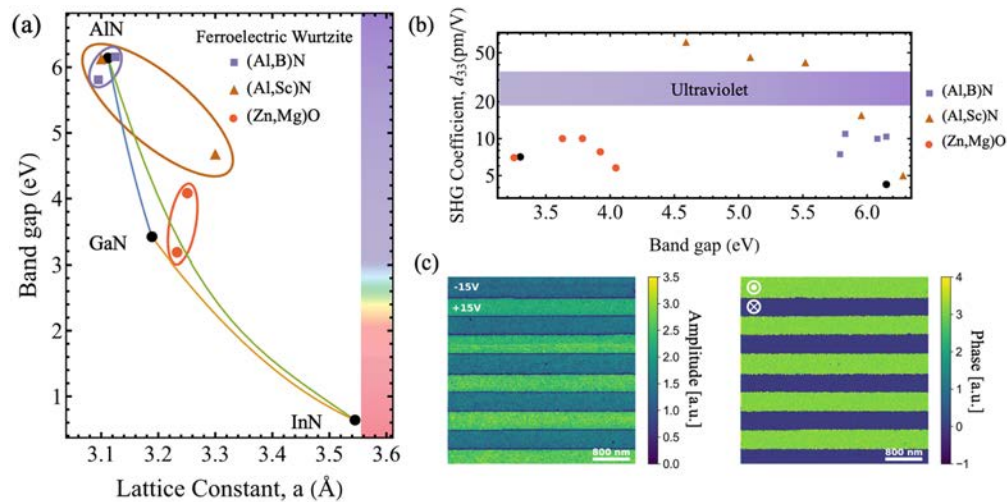 (a)
AlN
Ferroelectric Wurtzite
(Al,B)N
(Al,Sc)N
(Zn,Mg)O
GaN
InN
Band gap (eV)
6
5
4
3
2
1
3.1 3.2 3.3 3.4 3.5 3.6
Lattice Constant, a (Å)
(b)
SHG Coefficient, d33(pm/V)
50
20
10
5
Ultraviolet
(Al,B)N
(Al,Sc)N
(Zn,Mg)O
3.5 4.0 4.5 5.0 5.5 6.0
Band gap (eV)
(c)
-15V
+15V
800 nm
3.5
3.0
2.5
2.0
1.5
1.0
0.5
0.0
Amplitude [a.u.]
800 nm
4
3
2
1
0
−1
Phase [a.u.]